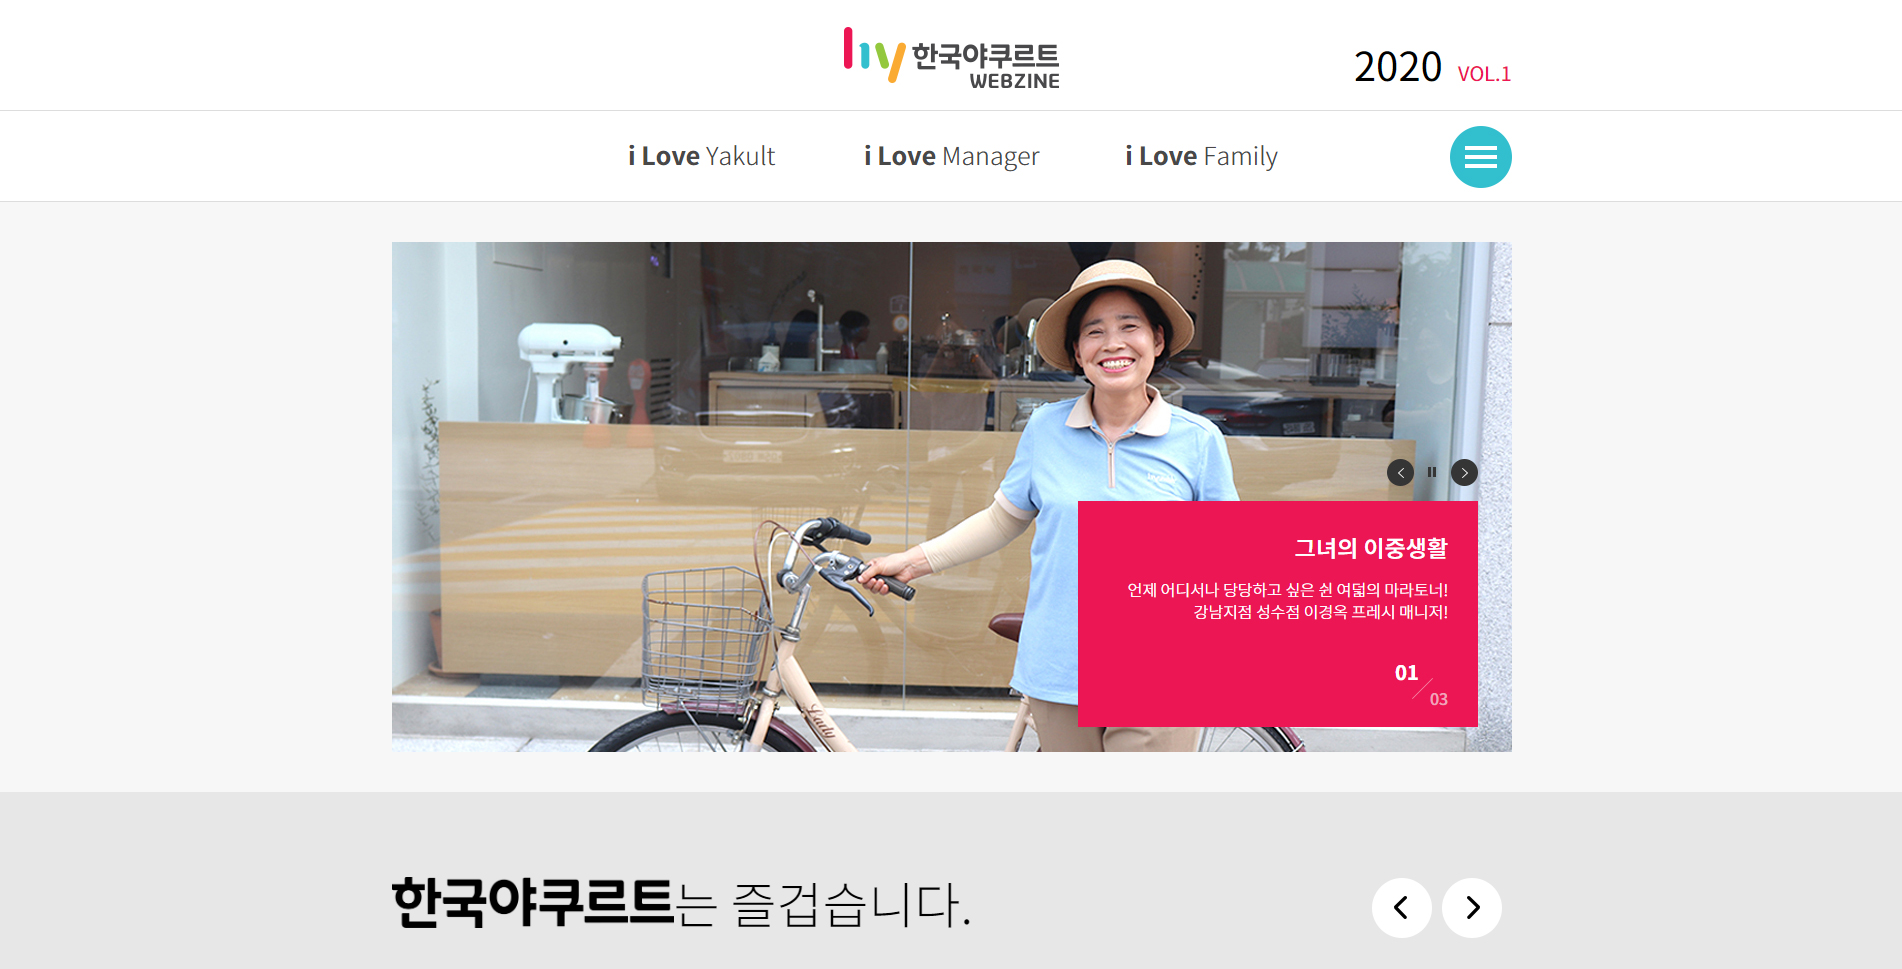 hy 한국야쿠르트
WEBZINE
2020 VOL.1
i Love Yakult
i Love Manager
i Love Family
그녀의 이중생활
언제 어디서나 당당하고 싶은 쉰 여덟의 마라토너!
강남지점 성수점 이경옥 프레시 매니저!
01
03
Lady
한국야쿠르트는 즐겁습니다.